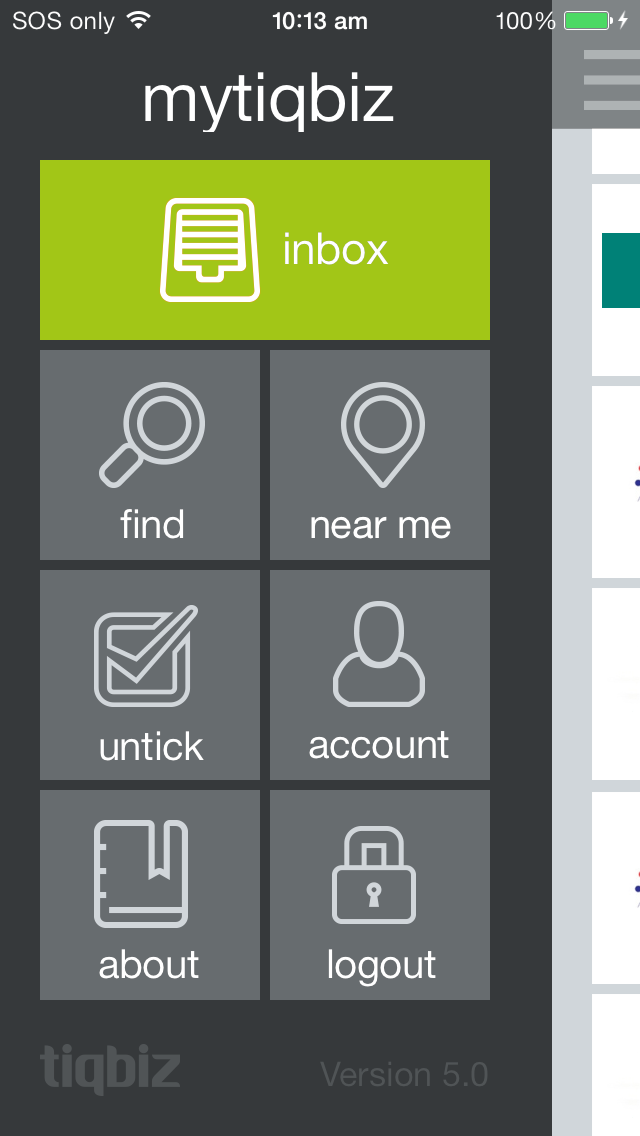 SOS only 10:13 am 100%
mytiqbiz
inbox
find near me
untick account
about logout
tiqbiz Version 5.0